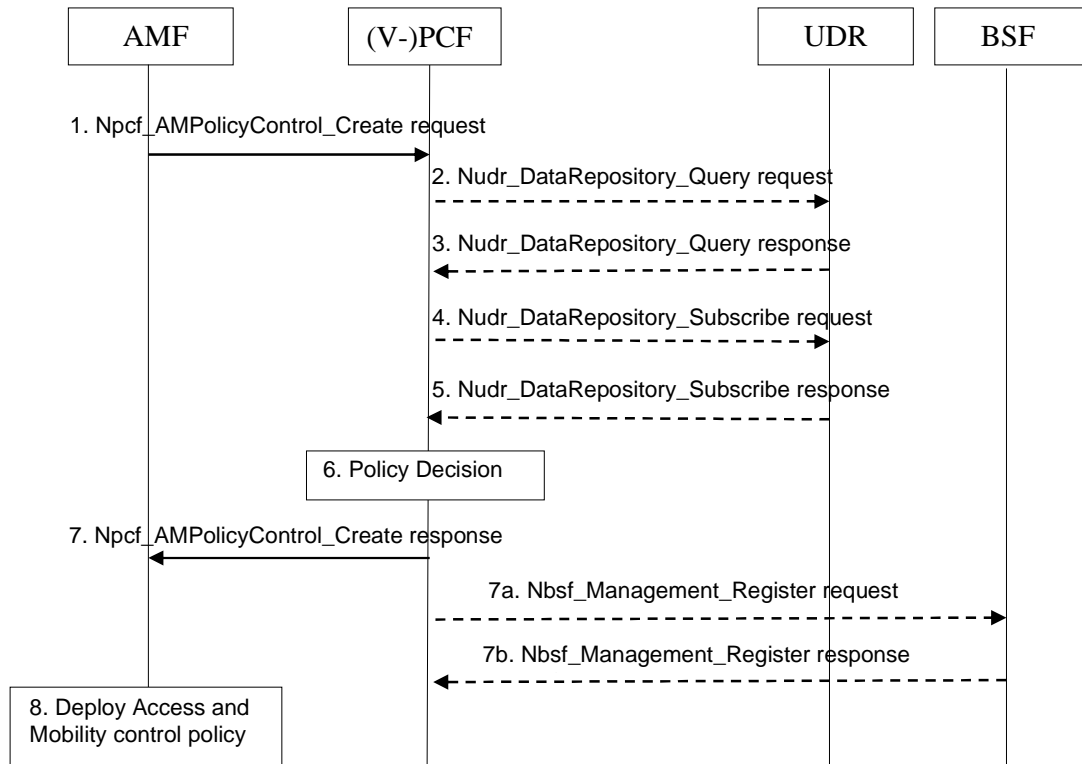 AMF
(V-)PCF
UDR
BSF
1. Npcf_AMPolicyControl_Create request
2. Nudr_DataRepository_Query request
3. Nudr_DataRepository_Query response
4. Nudr_DataRepository_Subscribe request
5. Nudr_DataRepository_Subscribe response
6. Policy Decision
7. Npcf_AMPolicyControl_Create response
7a. Nbsf_Management_Register request
7b. Nbsf_Management_Register response
8. Deploy Access and
Mobility control policy